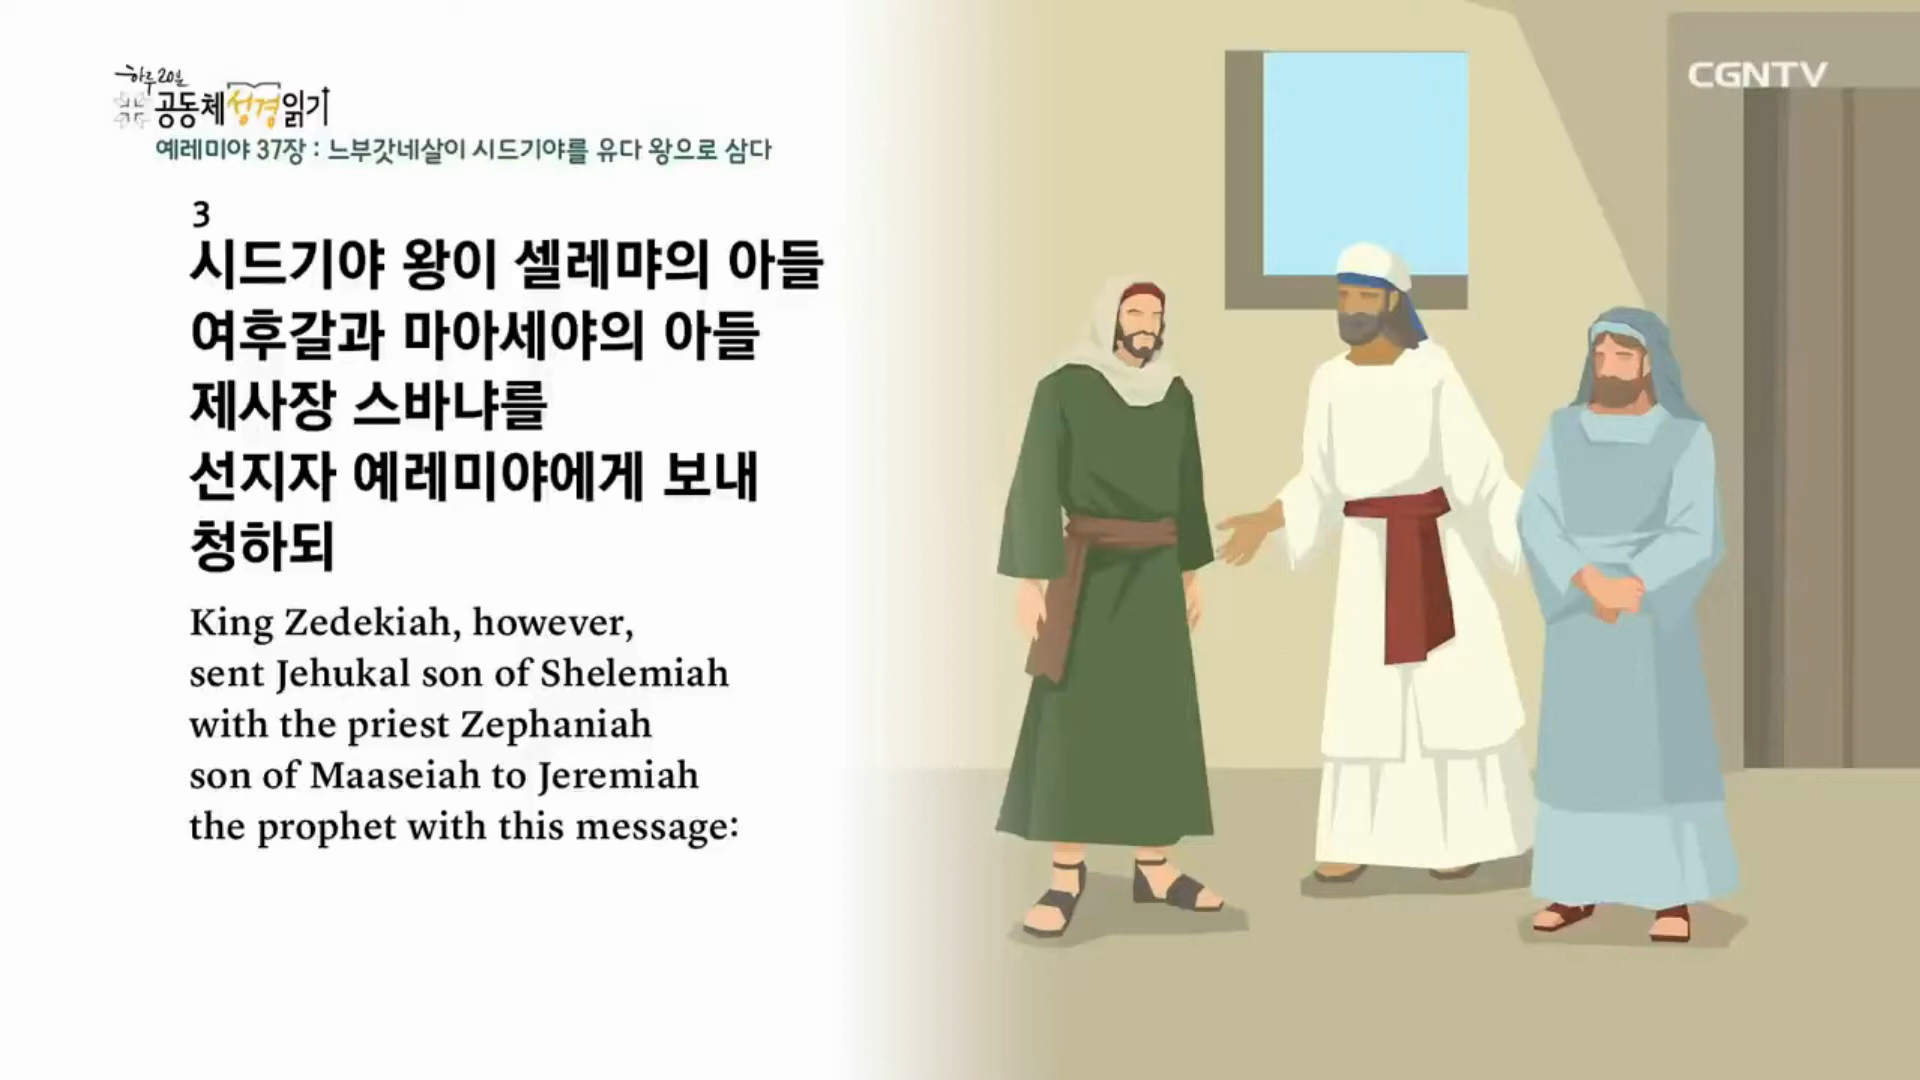 하루 20분
공동체성경읽기
CGNTV
예레미야 37장 : 느부갓네살이 시드기야를 유다 왕으로 삼다
3
시드기야 왕이 셀레먀의 아들
여후갈과 마아세야의 아들
제사장 스바냐를
선지자 예레미야에게 보내
청하되
King Zedekiah, however,
sent Jehukal son of Shelemiah
with the priest Zephaniah
son of Maaseiah to Jeremiah
the prophet with this message: